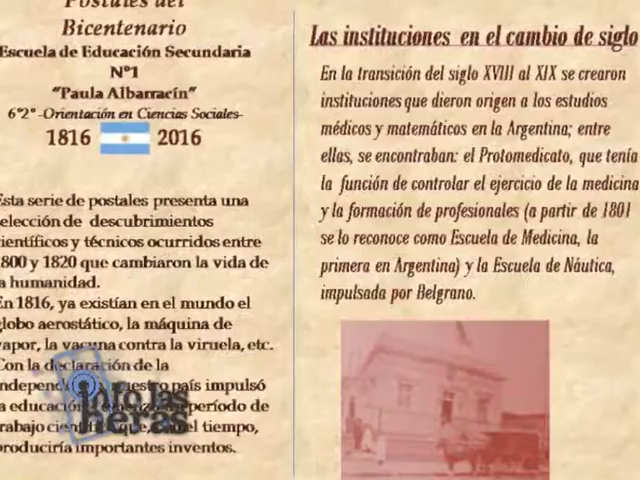 Postales del
Bicentenario
Escuela de Educación Secundaria
N°1
"Paula Albarracín"
6°2° -Orientación en Ciencias Sociales-
1816 2016
Esta serie de postales presenta una
selección de descubrimientos
científicos y técnicos ocurridos entre
1800 y 1820 que cambiaron la vida de
la humanidad.
En 1816, ya existían en el mundo el
globo aerostático, la máquina de
vapor, la vacuna contra la viruela, etc.
Con la declaración de la
nuestro país impulsó
la educación período de
trabajo que, el tiempo,
produciría importantes inventos.
info las
heras
Las instituciones en el cambio de siglo
En la transición del siglo XVIII al XIX se crearon
instituciones que dieron origen a los estudios
médicos y matemáticos en la Argentina; entre
ellas, se encontraban: el Protomedicato, que tenía
la función de controlar el ejercicio de la medicina
y la formación de profesionales (a partir de 1801
se lo reconoce como Escuela de Medicina, la
primera en Argentina) y la Escuela de Náutica,
impulsada por Belgrano.